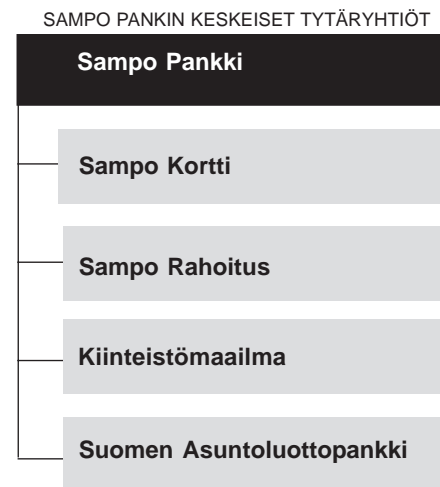 SAMPO PANKIN KESKEISET TYTÄRYHTIÖT
Sampo Pankki
Sampo Kortti
Sampo Rahoitus
Kiinteistömaailma
Suomen Asuntoluottopankki